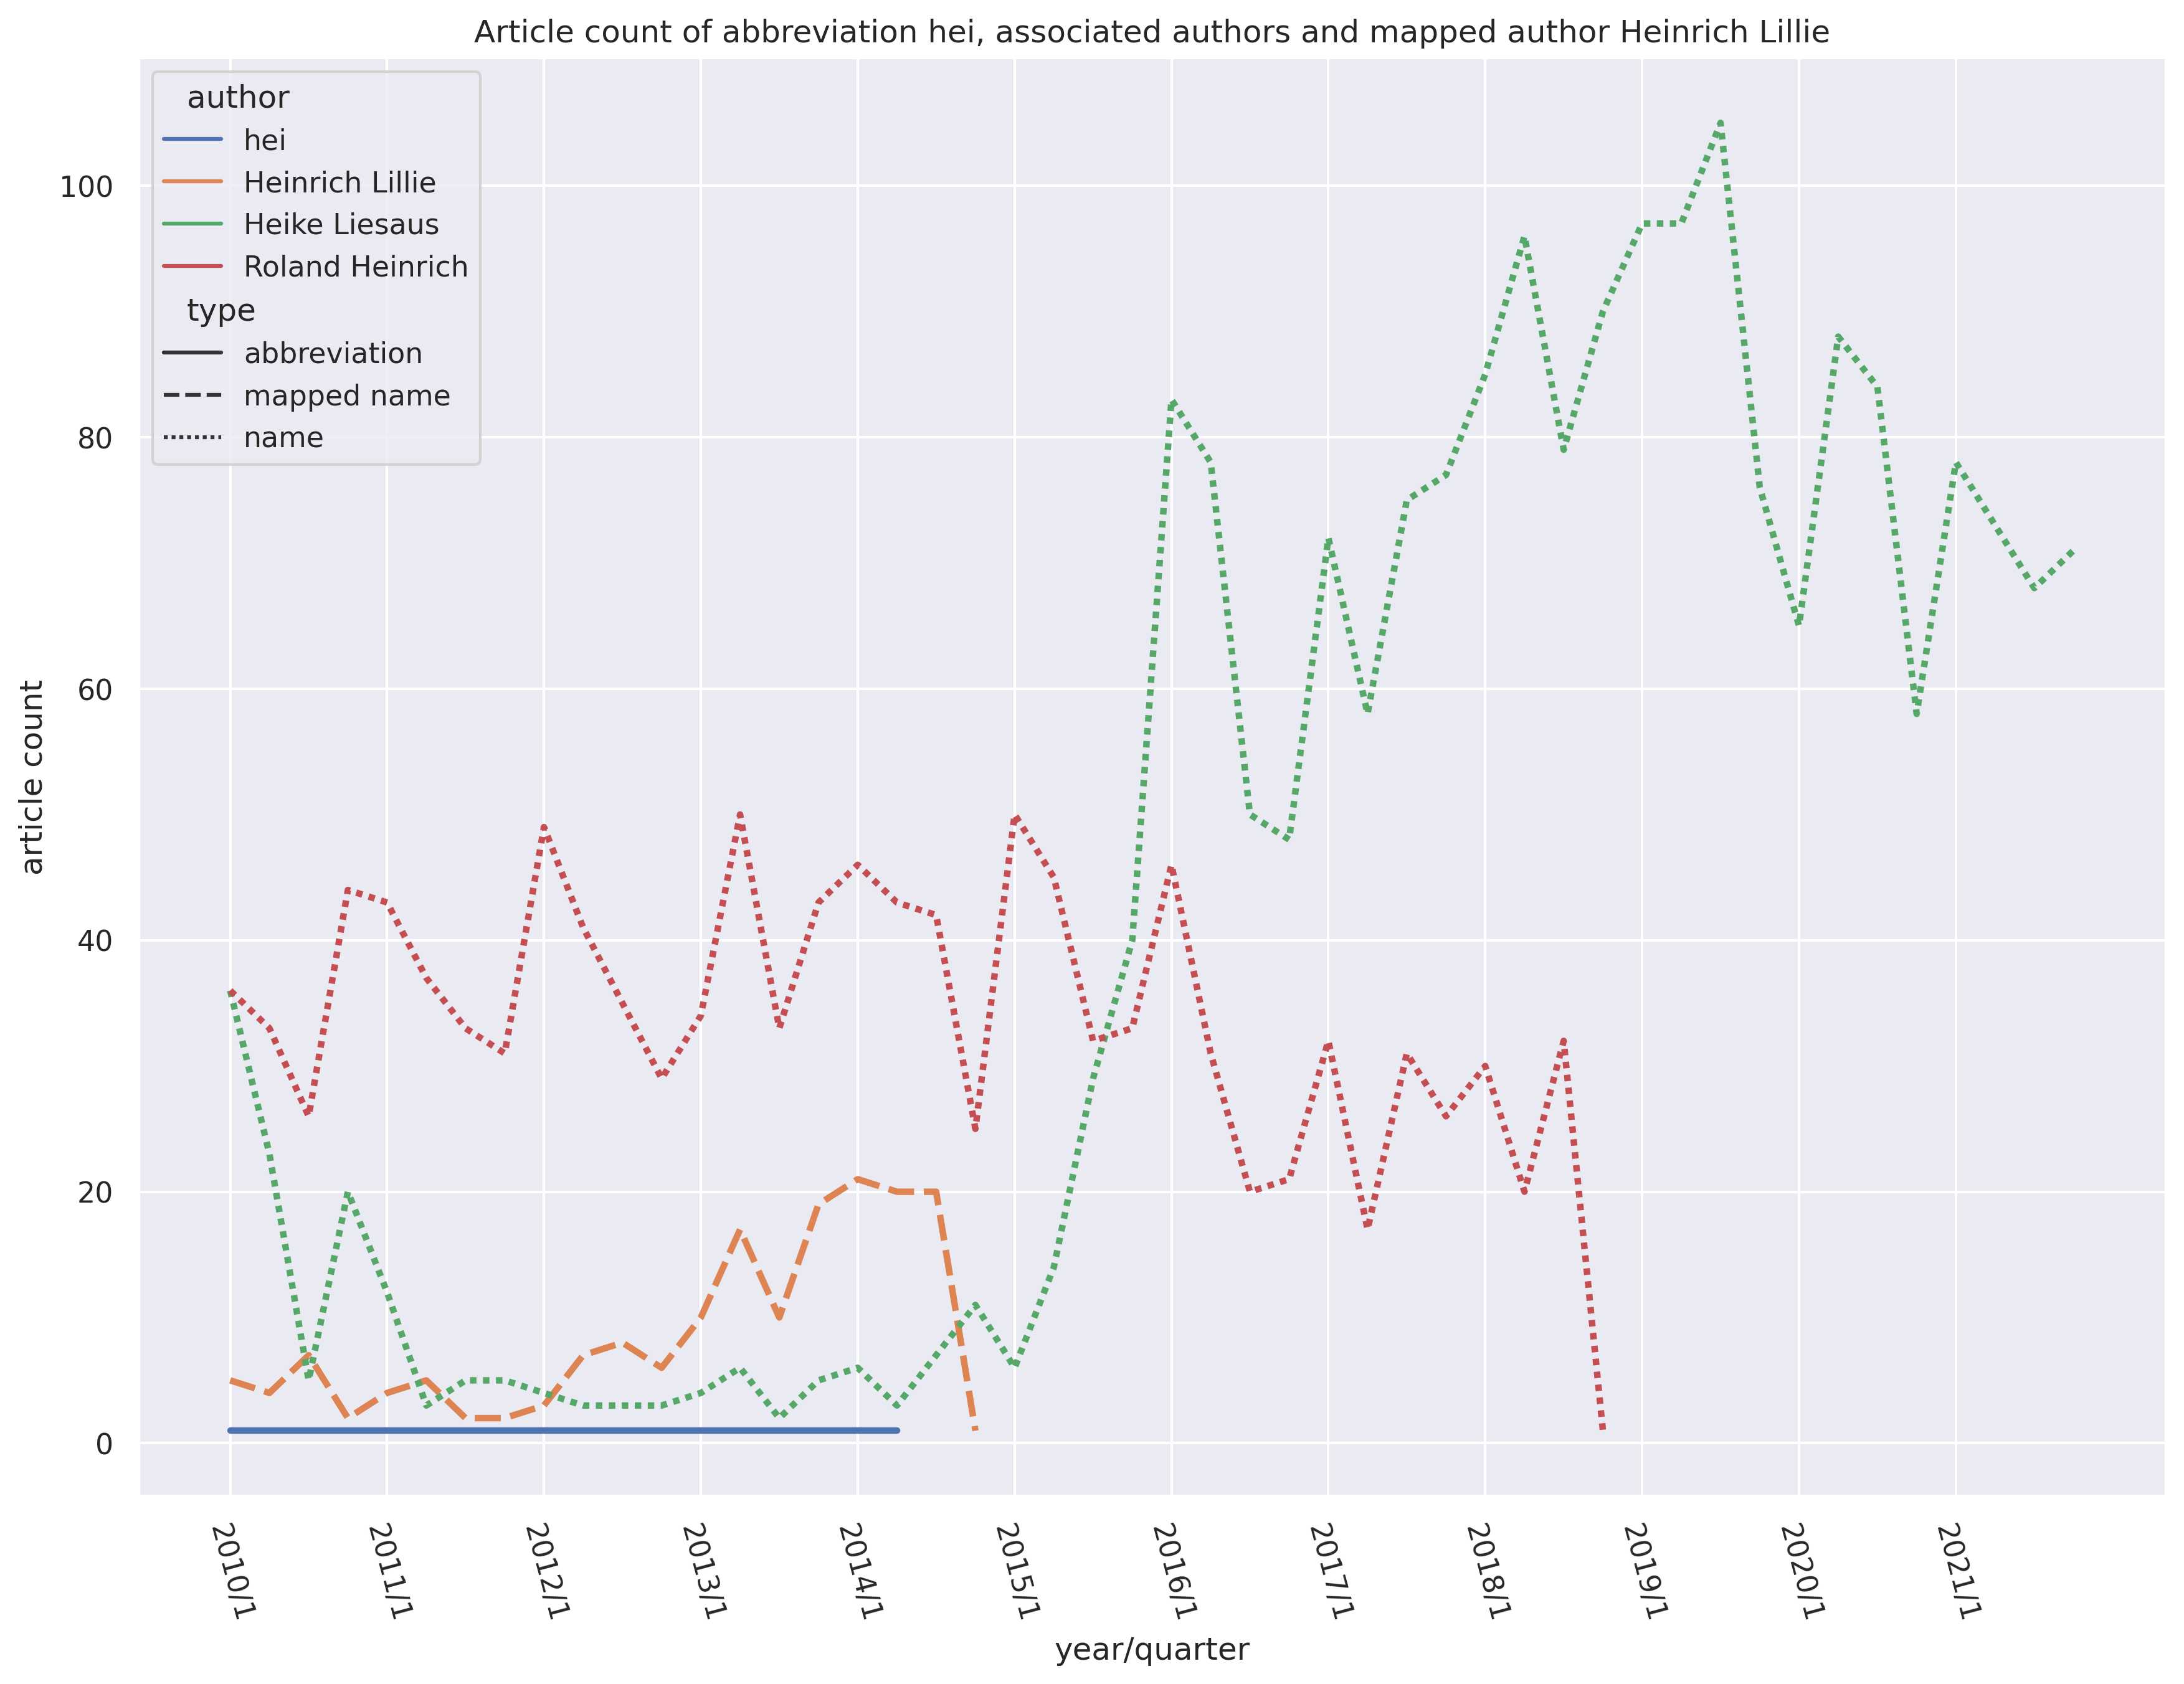 Article count of abbreviation hei, associated authors and mapped author Heinrich Lillie
author
hei
Heinrich Lillie
Heike Liesaus
Roland Heinrich
type
abbreviation
mapped name
name
article count
100
80
60
40
20
0
2010/1
2011/1
2012/1
2013/1
2014/1
2015/1
2016/1
2017/1
2018/1
2019/1
2020/1
2021/1
year/quarter